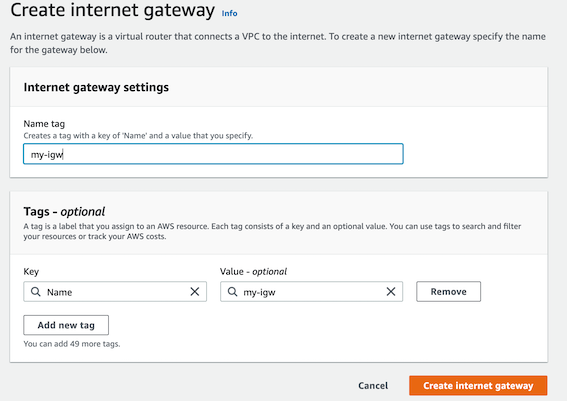 Create internet gateway Info
An internet gateway is a virtual router that connects a VPC to the internet. To create a new internet gateway specify the name
for the gateway below.
Internet gateway settings
Name tag
Creates a tag with a key of 'Name' and a value that you specify.
my-igw
Tags - optional
A tag is a label that you assign to an AWS resource. Each tag consists of a key and an optional value. You can use tags to search and filter
your resources or track your AWS costs.
Key Value - optional
Name my-igw Remove
Add new tag
You can add 49 more tags.
Cancel Create internet gateway